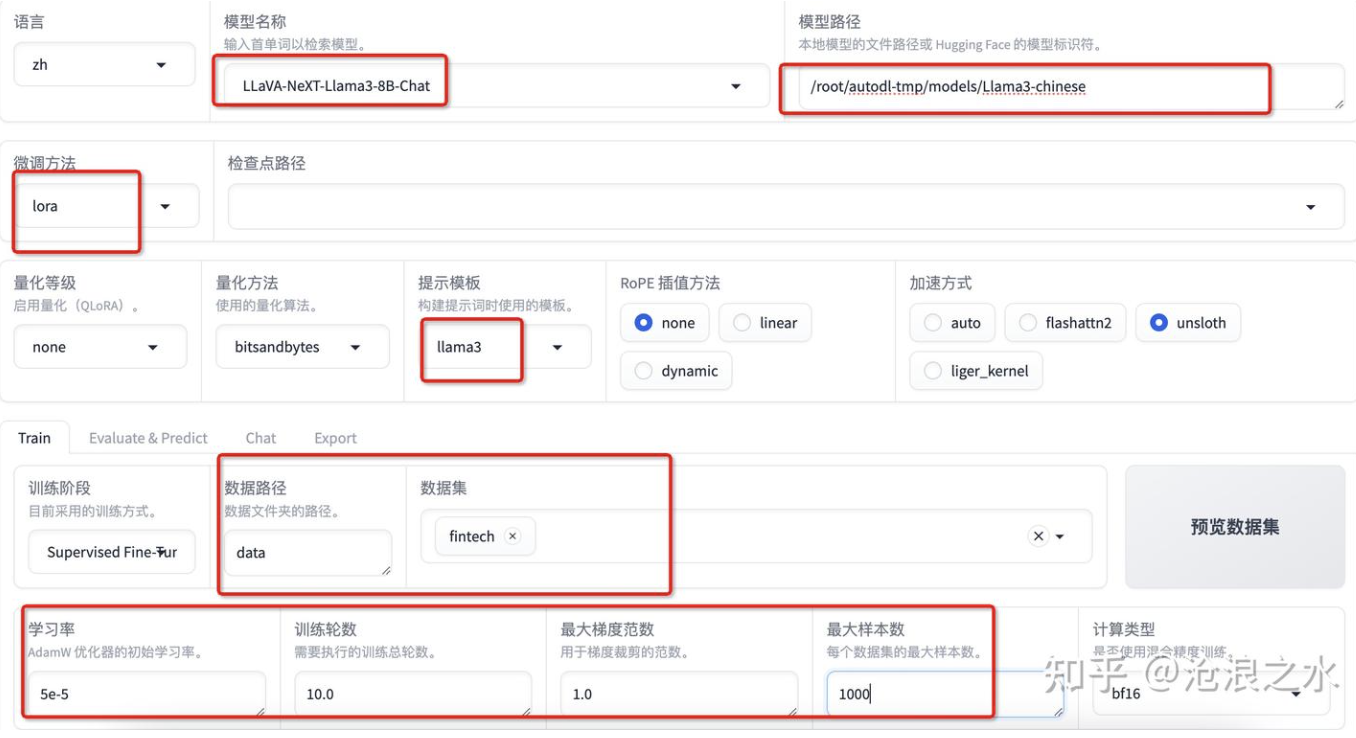 语言
zh
模型名称
输入首单词以检索模型。
LLaVA-NeXT-Llama3-8B-Chat
模型路径
本地模型的文件路径或 Hugging Face 的模型标识符。
/root/autodl-tmp/models/Llama3-chinese
微调方法
lora
检查点路径
量化等级
启用量化（QLoRA）。
none
量化方法
使用的量化算法。
bitsandbytes
提示模板
构建提示词时使用的模板。
llama3
RoPE 插值方法
none
linear
dynamic
加速方式
auto
flashattn2
unsloth
liger_kernel
Train
Evaluate & Predict
Chat
Export
训练阶段
目前采用的训练方式。
Supervised Fine-Tur
数据路径
数据文件夹的路径。
data
数据集
fintech
预览数据集
学习率
AdamW 优化器的初始学习率。
5e-5
训练轮数
需要执行的训练总轮数。
10.0
最大梯度范数
用于梯度裁剪的范数。
1.0
最大样本数
每个数据集的最大样本数。
1000
计算类型
是否使用混合精度训练。
bf16
知乎 @沧浪之水